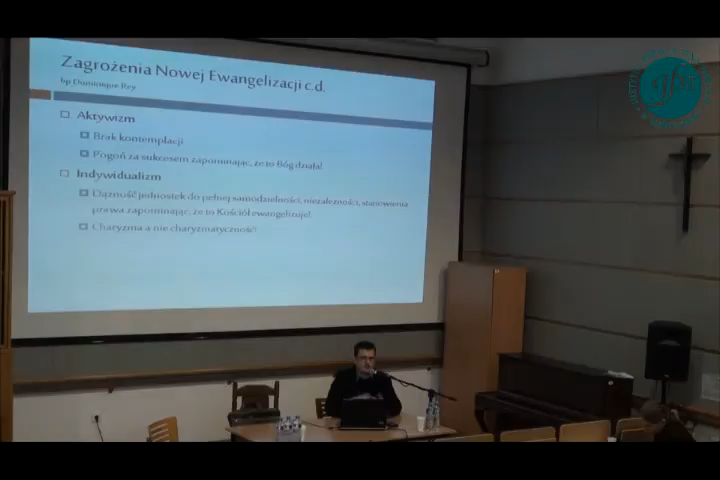 Zagrożenia Nowej Ewangelizacji c.d.
bp Dominique Rey
Aktywizm
Brak kontemplacji
Pogoń za sukcesem zapominając, że to Bóg działa!
Indywidualizm
Dążność jednostek do pełnej samodzielności, niezależności, stanowienia
prawa zapominając, że to Kościół ewangelizuje!
Charyzma a nie charyzmatyczność!